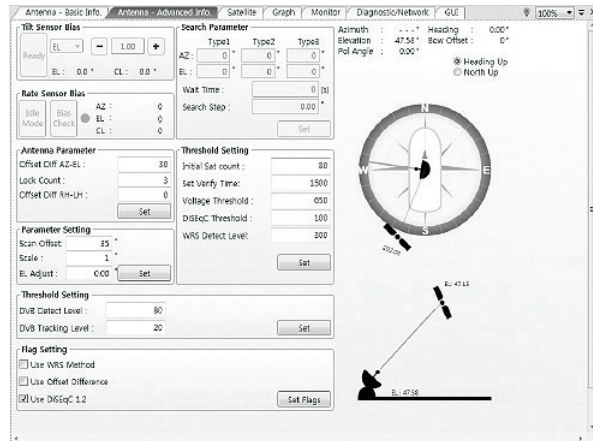 Antenna - Basic Info. Antenna - Advanced Info. Satellite Graph Monitor Diagnostic/Network GUI 100%
Tilt Sensor Bias
Ready EL - 1.00 +
EL : 0.0 ° CL : 0.0 °
Rate Sensor Bias
Idle Mode Bias Check
AZ : 0
EL : 0
CL : 0
Antenna Parameter
Offset Diff AZ-EL : 30
Lock Count : 3
Offset Diff RH-LH : 0
Set
Parameter Setting
Scan Offset 35 °
Scale : 1 °
EL Adjust : 0.00 ° Set
Threshold Setting
DVB Detect Level : 80
DVB Tracking Level : 20 Set
Flag Setting
Use WRS Method
Use Offset Difference
Use DiSEqC 1.2 Set Flags
Search Parameter
Type1 Type2 Type3
AZ : 0 ° 0 ° 0 °
EL : 0 ° 0 ° 0 °
Wait Time : 0 [s]
Search Step : 0.00 °
Set
Threshold Setting
Initial Sat count : 80
Set Verify Time: 1500
Voltage Threshold : 650
DiSEqC Threshold : 100
WRS Detect Level: 300
Set
Azimuth : ---.-° Heading : 0.00°
Elevation : 47.58° Bow Offset : 0°
Pol Angle : 0.00°
Heading Up
North Up
N
W E
S
202.08
EL: 47.18
EL : 47.58